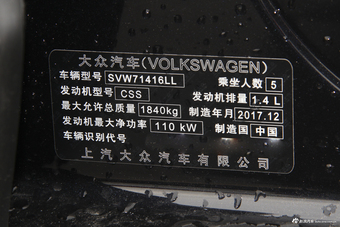 大众汽车(VOLKSWAGEN)
车辆型号 SVW71416LL 乘坐人数 5
发动机型号 CSS 发动机排量 1.4 L
最大允许总质量 1840kg 制造年月 2017.12
发动机最大净功率 110 kW 制造国 中国
车辆识别代号
上汽大众汽车有限公司